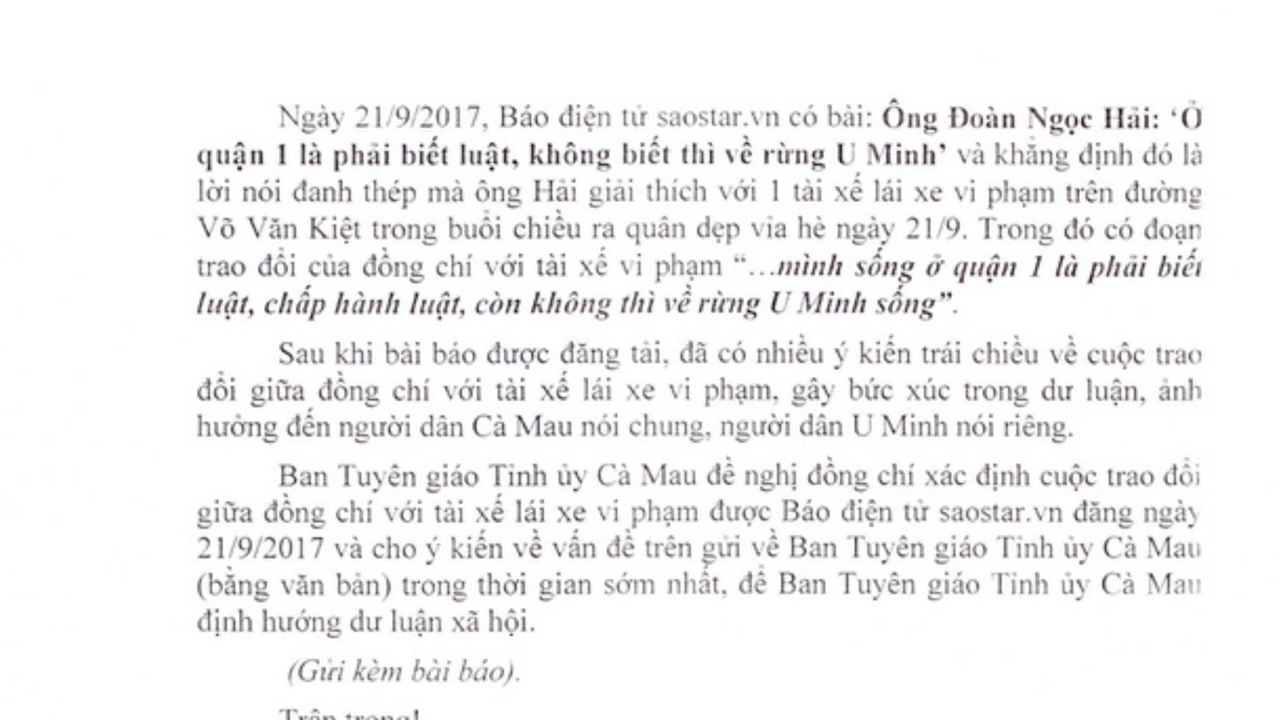 Ngày 21/9/2017, Báo điện tử saostar.vn có bài: Ông Đoàn Ngọc Hải: ‘Ở
quận 1 là phải biết luật, không biết thì về rừng U Minh’ và khẳng định đó là
lời nói đanh thép mà ông Hải giải thích với 1 tài xế lái xe vi phạm trên đường
Võ Văn Kiệt trong buổi chiều ra quân dẹp vỉa hè ngày 21/9. Trong đó có đoạn
trao đổi của đồng chí với tài xế vi phạm “…mình sống ở quận 1 là phải biết
luật, chấp hành luật, còn không thì về rừng U Minh sống”.
Sau khi bài báo được đăng tải, đã có nhiều ý kiến trái chiều về cuộc trao
đổi giữa đồng chí với tài xế lái xe vi phạm, gây bức xúc trong dư luận, ảnh
hưởng đến người dân Cà Mau nói chung, người dân U Minh nói riêng.
Ban Tuyên giáo Tỉnh ủy Cà Mau đề nghị đồng chí xác định cuộc trao đổi
giữa đồng chí với tài xế lái xe vi phạm được Báo điện tử saostar.vn đăng ngày
21/9/2017 và cho ý kiến về vấn đề trên gửi về Ban Tuyên giáo Tỉnh ủy Cà Mau
(bằng văn bản) trong thời gian sớm nhất, để Ban Tuyên giáo Tỉnh ủy Cà Mau
định hướng dư luận xã hội.
(Gửi kèm bài báo).
Trân trọng!